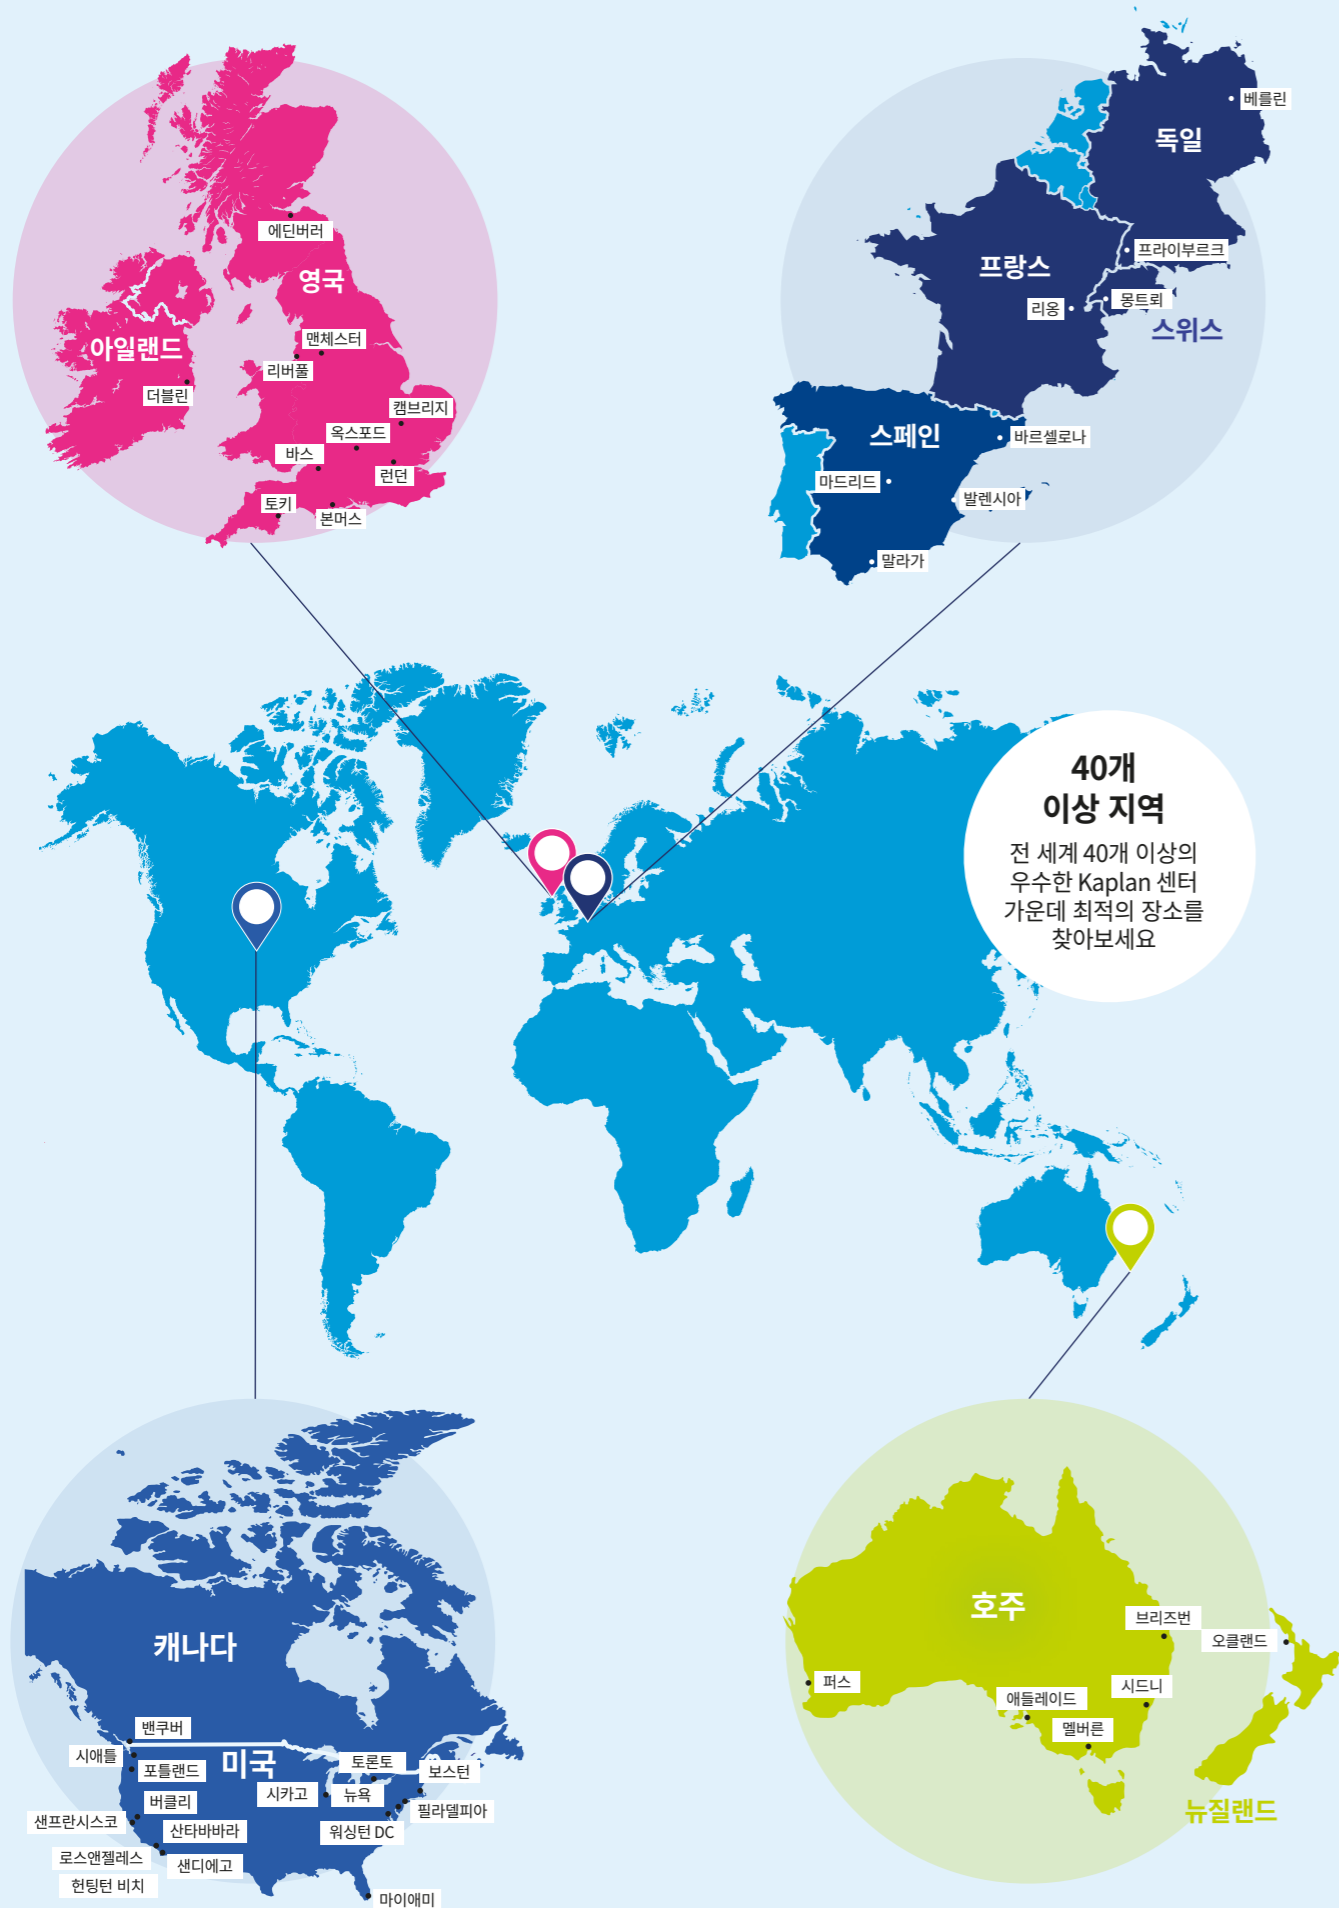 에딘버러
영국
맨체스터
아일랜드
리버풀
더블린
캠브리지
옥스포드
바스
런던
토키
본머스
베를린
독일
프라이부르크
프랑스
몽트뢰
리옹
스위스
스페인
바르셀로나
마드리드
발렌시아
말라가
40개
이상 지역
전 세계 40개 이상의
우수한 Kaplan 센터
가운데 최적의 장소를
찾아보세요
캐나다
밴쿠버
시애틀
미국
포틀랜드
토론토
보스턴
시카고
뉴욕
버클리
필라델피아
샌프란시스코
산타바바라
워싱턴 DC
로스앤젤레스
샌디에고
헌팅턴 비치
마이애미
호주
브리즈번
오클랜드
퍼스
시드니
애들레이드
멜버른
뉴질랜드